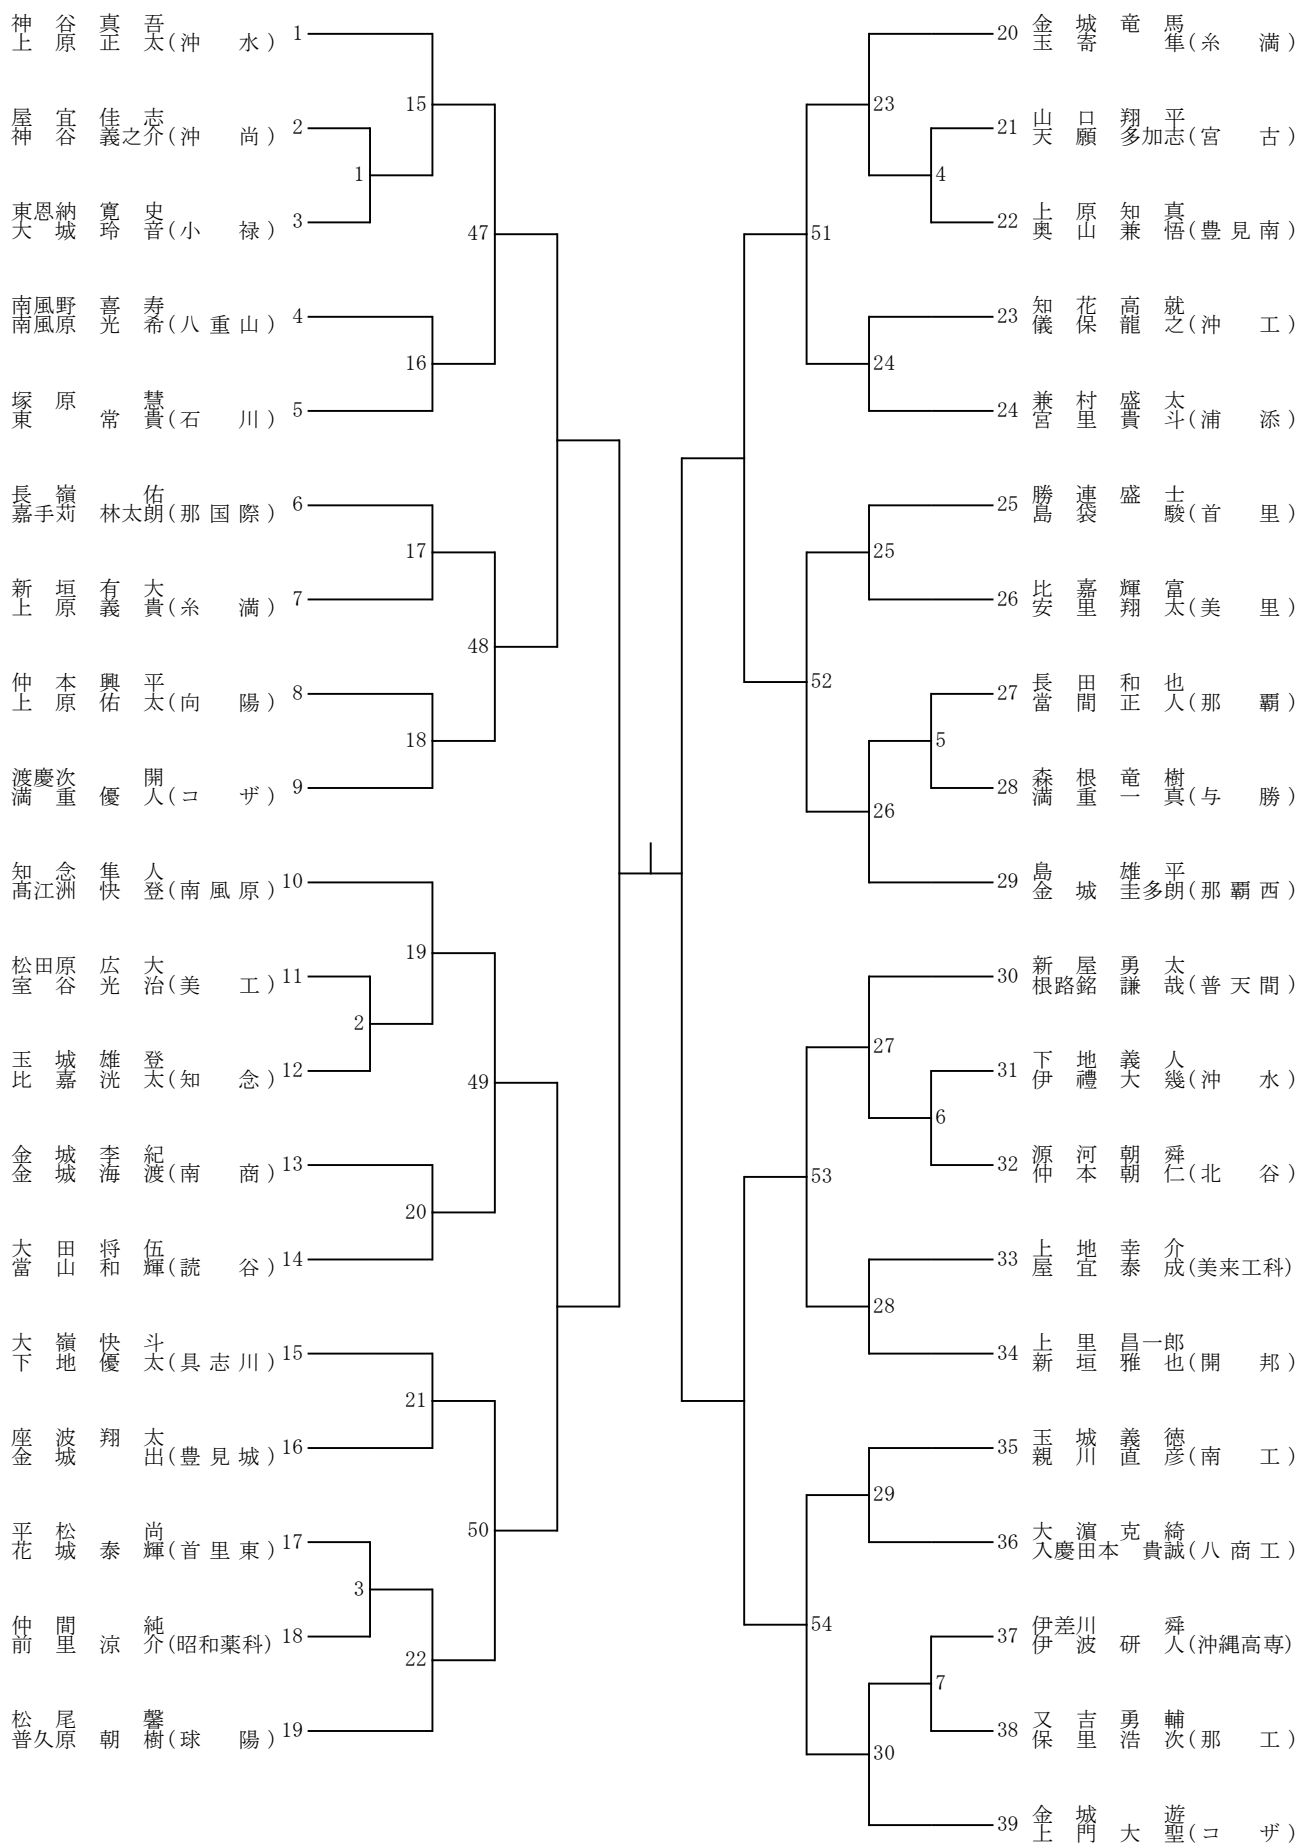 神谷真吾
上原正太(沖水) 1
屋宜佳志
神谷義之介(沖尚) 2
東恩納寛史
大城玲音(小禄) 3
南風野喜寿
南風原光希(八重山) 4
塚原慧
東常貴(石川) 5
長嶺佑
嘉手苅林太朗(那国際) 6
新垣有大
上原義貴(糸満) 7
仲本興平
上原佑太(向陽) 8
渡慶次開
満重優人(コザ) 9
知念隼人
髙江洲快登(南風原) 10
松田原広大
室谷光治(美工) 11
玉城雄登
比嘉洸太(知念) 12
金城李紀
金城海渡(南商) 13
大田将伍
當山和輝(読谷) 14
大嶺快斗
下地優太(具志川) 15
座波翔太
金城出(豊見城) 16
平松尚
花城泰輝(首里東) 17
仲間純
前里涼介(昭和薬科) 18
松尾馨
普久原朝樹(球陽) 19
1
2
3
15
16
17
18
19
20
21
22
47
48
49
50
20 金城竜馬
玉寄隼(糸満)
21 山口翔平
天願多加志(宮古)
22 上原知真
奥山兼悟(豊見南)
23 知花高就
儀保龍之(沖工)
24 兼村盛太
宮里貴斗(浦添)
25 勝連盛士
島袋駿(首里)
26 比嘉輝富
安里翔太(美里)
27 長田和也
當間正人(那覇)
28 森根竜樹
満重一真(与勝)
29 島雄平
金城圭多朗(那覇西)
30 新屋勇太
根路銘謙哉(普天間)
31 下地義人
伊禮大幾(沖水)
32 源河朝舜
仲本朝仁(北谷)
33 上地幸介
屋宜泰成(美来工科)
34 上里昌一郎
新垣雅也(開邦)
35 玉城義徳
親川直彦(南工)
36 大濵克綺
入慶田本貴誠(八商工)
37 伊差川舜
伊波研人(沖縄高専)
38 又吉勇輔
保里浩次(那工)
39 金城遊
上門大聖(コザ)
23
4
51
24
25
52
5
26
27
6
53
28
29
54
7
30